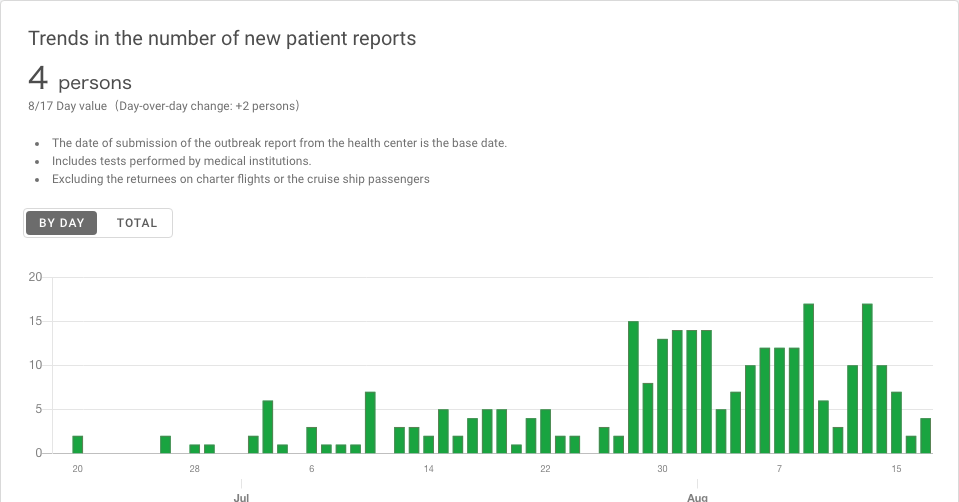 Trends in the number of new patient reports
4 persons
8/17 Day value（Day-over-day change: +2 persons）
• The date of submission of the outbreak report from the health center is the base date.
• Includes tests performed by medical institutions.
• Excluding the returnees on charter flights or the cruise ship passengers
BY DAY TOTAL
20
15
10
5
0
20 28 6 14 22 30 7 15
Jul Aug